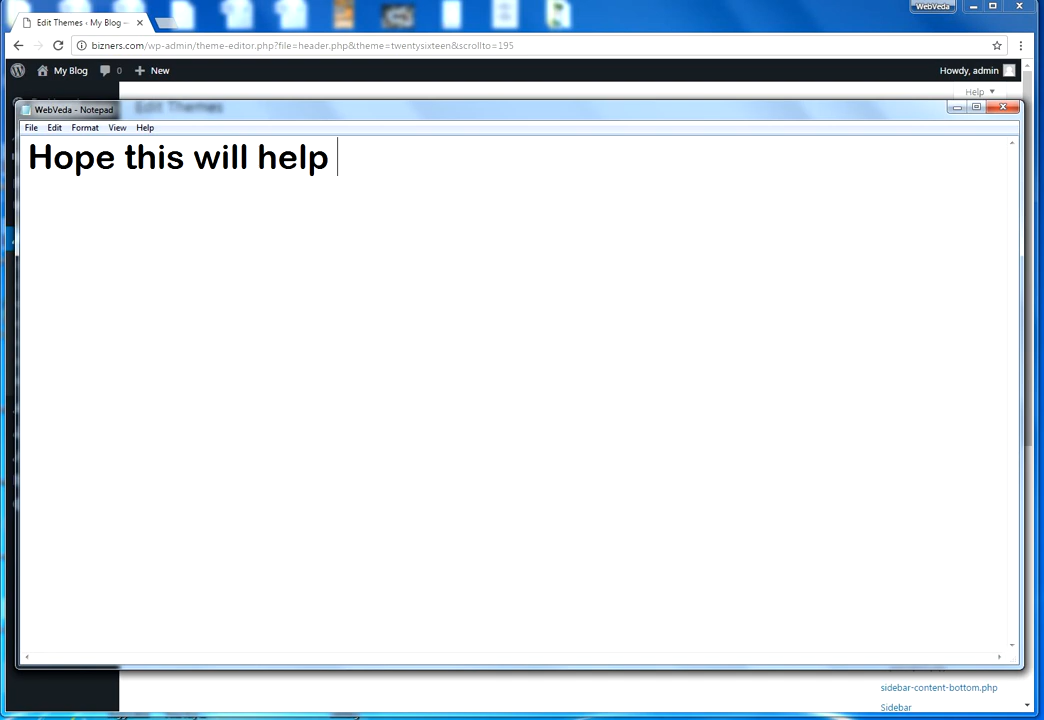 WebVeda
Edit Themes ‹ My Blog —
bizners.com/wp-admin/theme-editor.php?file=header.php&theme=twentysixteen&scrollto=195
My Blog 0 New Howdy, admin
Help
Edit Themes
WebVeda - Notepad
File Edit Format View Help
Hope this will help
sidebar-content-bottom.php
Sidebar